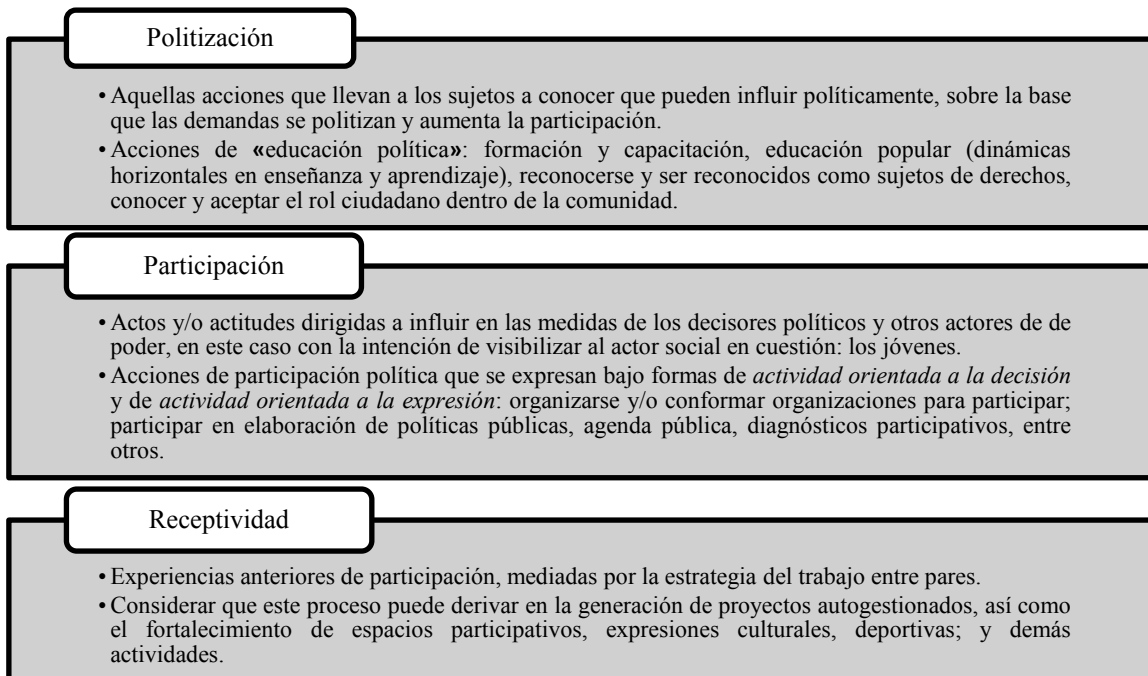 Politización
• Aquellas acciones que llevan a los sujetos a conocer que pueden influir políticamente, sobre la base
que las demandas se politizan y aumenta la participación.
• Acciones de «educación política»: formación y capacitación, educación popular (dinámicas
horizontales en enseñanza y aprendizaje), reconocerse y ser reconocidos como sujetos de derechos,
conocer y aceptar el rol ciudadano dentro de la comunidad.
Participación
• Actos y/o actitudes dirigidas a influir en las medidas de los decisores políticos y otros actores de de
poder, en este caso con la intención de visibilizar al actor social en cuestión: los jóvenes.
• Acciones de participación política que se expresan bajo formas de actividad orientada a la decisión
y de actividad orientada a la expresión: organizarse y/o conformar organizaciones para participar;
participar en elaboración de políticas públicas, agenda pública, diagnósticos participativos, entre
otros.
Receptividad
• Experiencias anteriores de participación, mediadas por la estrategia del trabajo entre pares.
• Considerar que este proceso puede derivar en la generación de proyectos autogestionados, así como
el fortalecimiento de espacios participativos, expresiones culturales, deportivas; y demás
actividades.